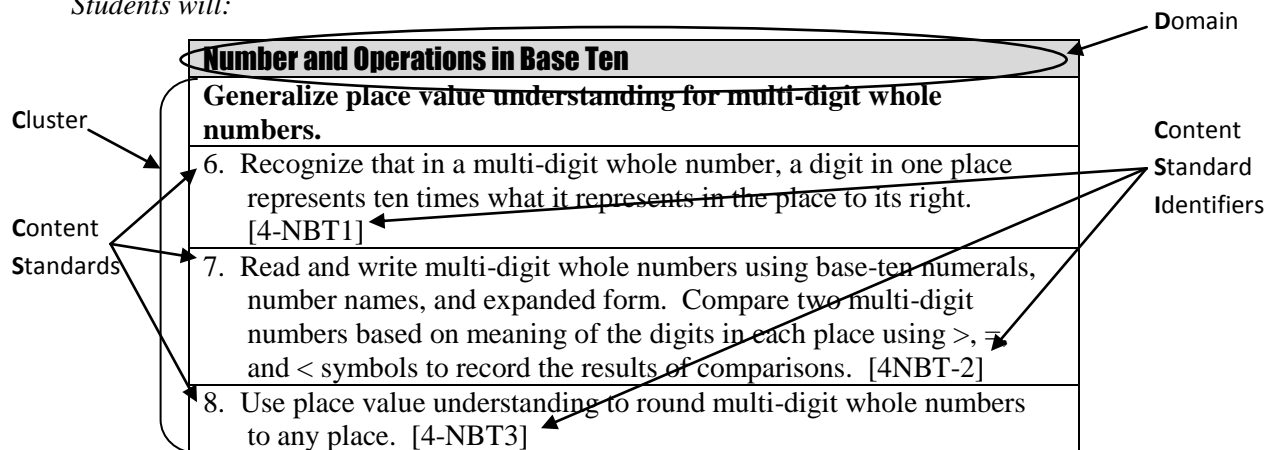 Students will:
Domain
Number and Operations in Base Ten
Generalize place value understanding for multi-digit whole
numbers.
Cluster
Content
Standard
Identifiers
6. Recognize that in a multi-digit whole number, a digit in one place
represents ten times what it represents in the place to its right.
[4-NBT1]
Content
Standards
7. Read and write multi-digit whole numbers using base-ten numerals,
number names, and expanded form. Compare two multi-digit
numbers based on meaning of the digits in each place using >, =,
and < symbols to record the results of comparisons. [4NBT-2]
8. Use place value understanding to round multi-digit whole numbers
to any place. [4-NBT3]